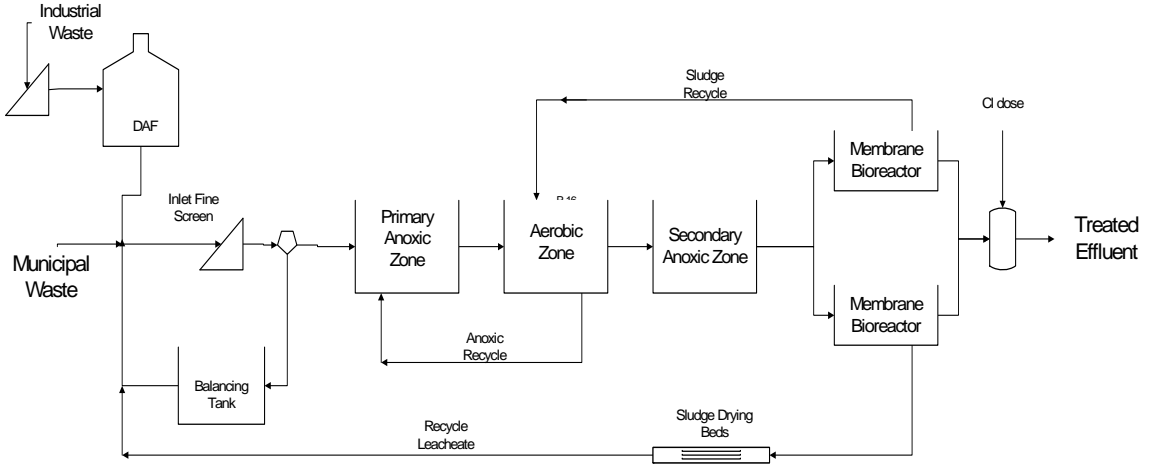 Industrial
Waste
DAF
Sludge
Recycle
Cl dose
Inlet Fine
Screen
Municipal
Waste
Primary
Anoxic
Zone
Aerobic
Zone
Secondary
Anoxic Zone
Membrane
Bioreactor
Membrane
Bioreactor
Treated
Effluent
Anoxic
Recycle
Balancing
Tank
Recycle
Leacheate
Sludge Drying
Beds